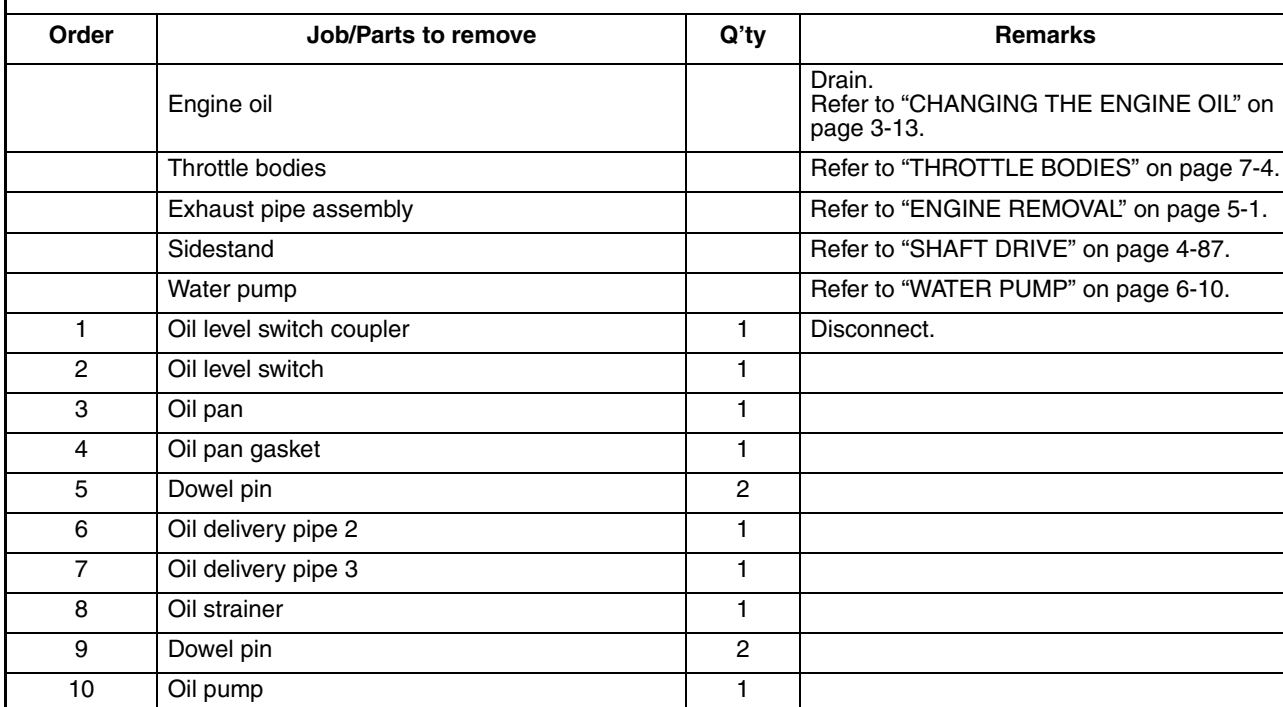 Order Job/Parts to remove Q’ty Remarks
Engine oil Drain.
Refer to “CHANGING THE ENGINE OIL” on
page 3-13.
Throttle bodies Refer to “THROTTLE BODIES” on page 7-4.
Exhaust pipe assembly Refer to “ENGINE REMOVAL” on page 5-1.
Sidestand Refer to “SHAFT DRIVE” on page 4-87.
Water pump Refer to “WATER PUMP” on page 6-10.
1 Oil level switch coupler 1 Disconnect.
2 Oil level switch 1
3 Oil pan 1
4 Oil pan gasket 1
5 Dowel pin 2
6 Oil delivery pipe 2 1
7 Oil delivery pipe 3 1
8 Oil strainer 1
9 Dowel pin 2
10 Oil pump 1